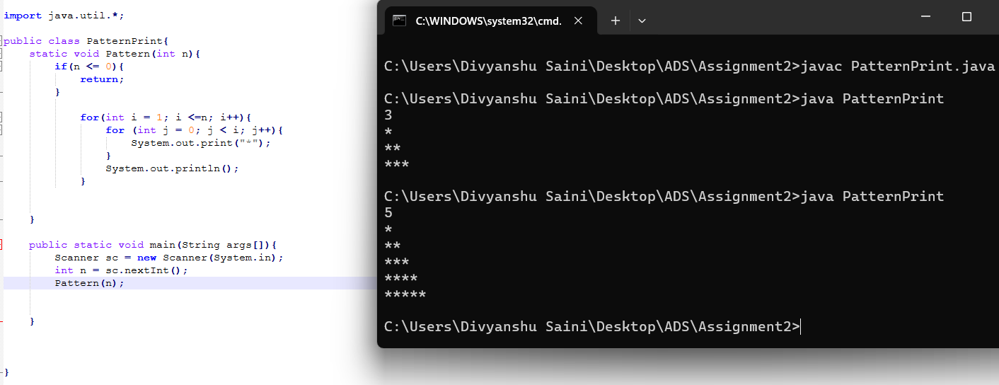 import java.util.*;
public class PatternPrint{
static void Pattern(int n){
if(n <= 0){
return;
}
for(int i = 1; i <=n; i++){
for (int j = 0; j < i; j++){
System.out.print("*");
}
System.out.println();
}
}
public static void main(String args[]){
Scanner sc = new Scanner(System.in);
int n = sc.nextInt();
Pattern(n);
}
}
C:\WINDOWS\system32\cmd.
C:\Users\Divyanshu Saini\Desktop\ADS\Assignment2>javac PatternPrint.java
C:\Users\Divyanshu Saini\Desktop\ADS\Assignment2>java PatternPrint
3
*
**
***
C:\Users\Divyanshu Saini\Desktop\ADS\Assignment2>java PatternPrint
5
*
**
***
****
*****
C:\Users\Divyanshu Saini\Desktop\ADS\Assignment2>